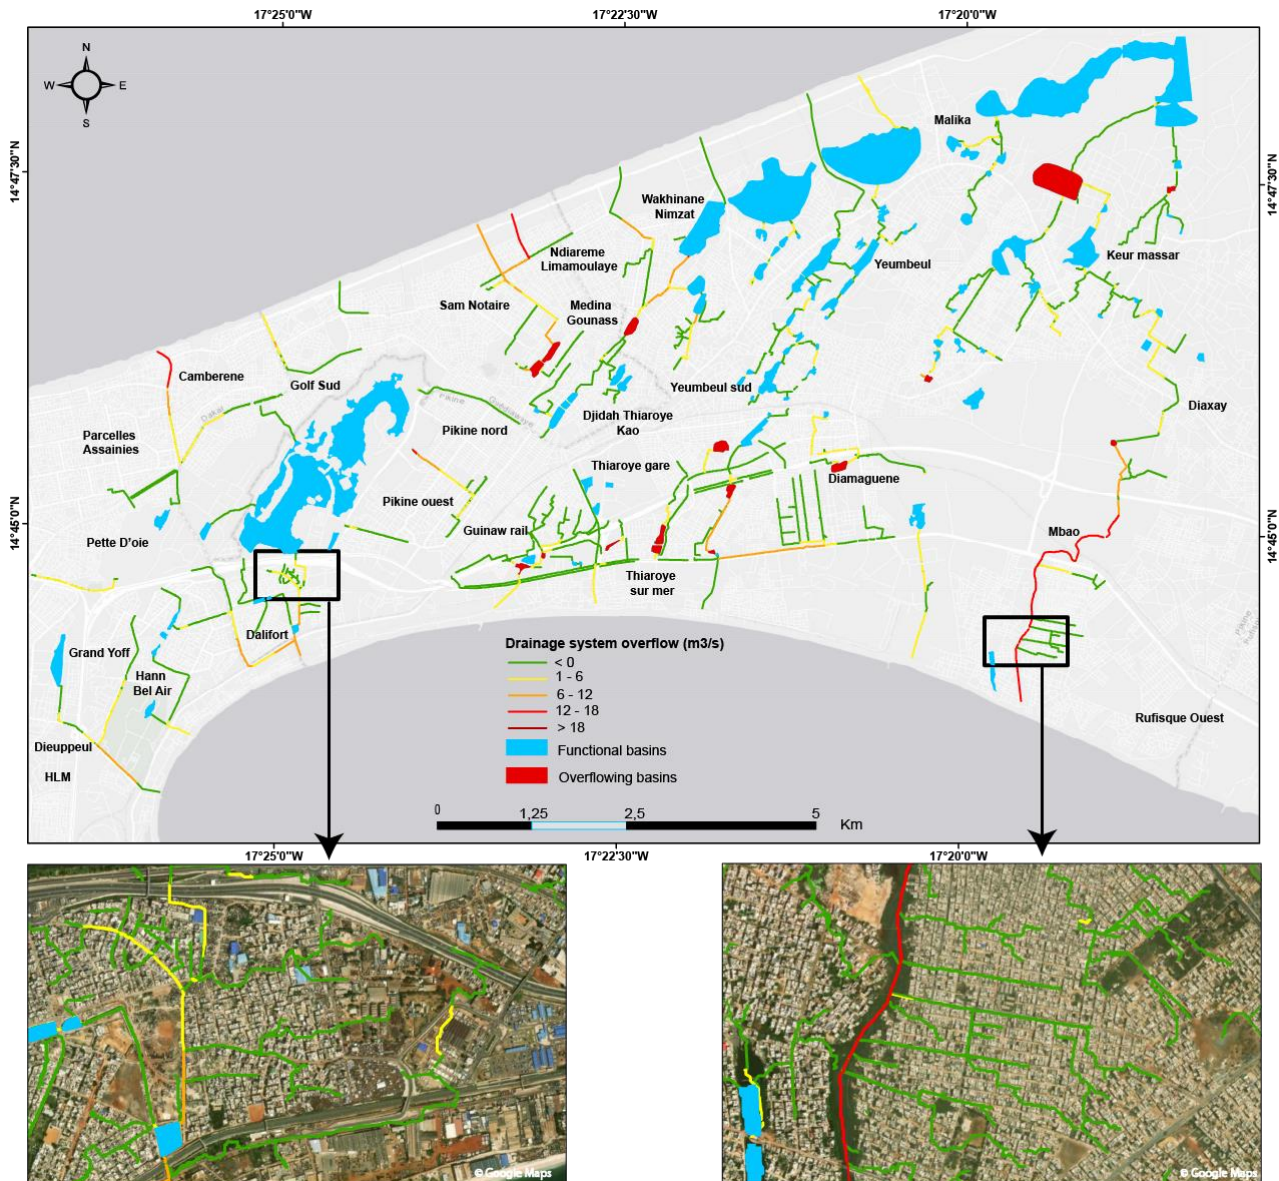 17°25'0"W
17°22'30"W
17°20'0"W
N
W
E
S
14°47'30"N
14°47'30"N
Malika
Wakhinane
Nimzat
Ndiareme
Limamoulaye
Yeumbeul
Keur massar
Sam Notaire
Medina
Gounass
Camberene
Golf Sud
Yeumbeul sud
Diaxay
Dakar
Pikine
Djidah Thiaroye
Kao
Parcelles
Assainies
Pikine nord
Thiaroye gare
Diamaguene
Pikine ouest
14°45'0"N
14°45'0"N
Guinaw rail
Pette D'oie
Mbao
Thiaroye
sur mer
Dalifort
Grand Yoff
Hann
Bel Air
Rufisque Ouest
Dieuppeul
HLM
Drainage system overflow (m3/s)
< 0
1 - 6
6 - 12
12 - 18
> 18
Functional basins
Overflowing basins
0
1,25
2,5
5
Km
17°25'0"W
17°22'30"W
17°20'0"W
© Google Maps
© Google Maps